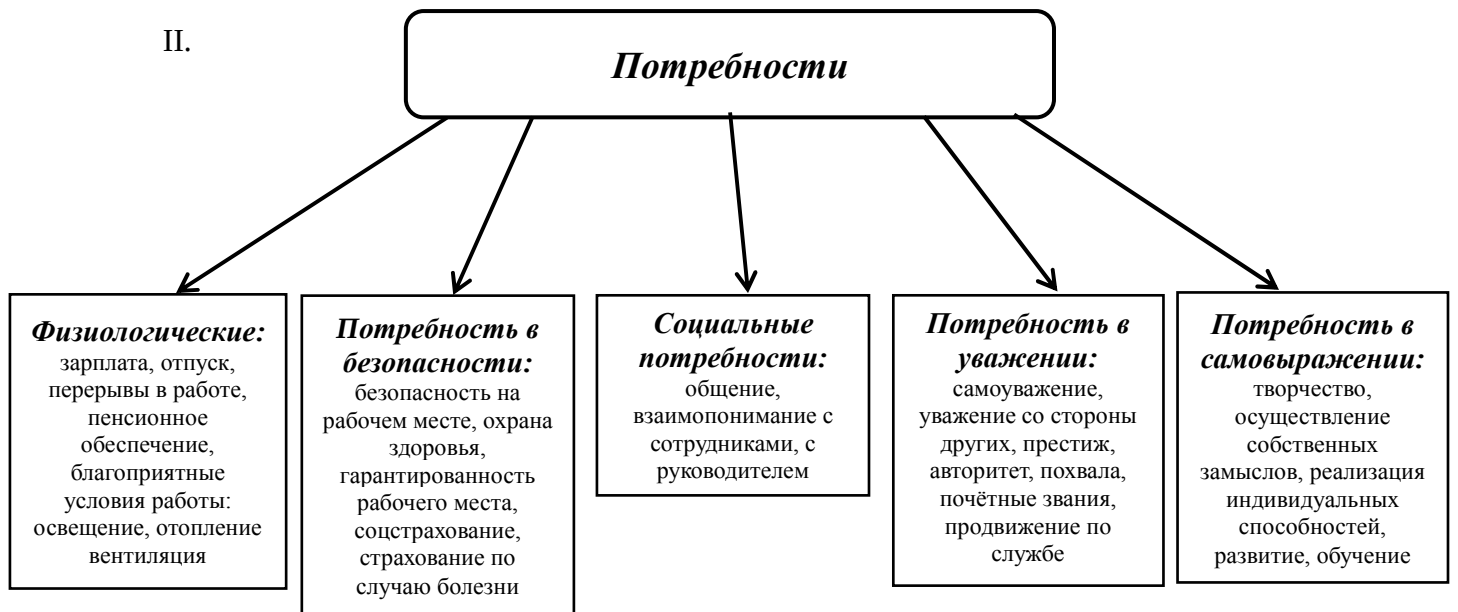 II.
Потребности
Физиологические:
зарплата, отпуск,
перерывы в работе,
пенсионное
обеспечение,
благоприятные
условия работы:
освещение, отопление
вентиляция
Потребность в
безопасности:
безопасность на
рабочем месте, охрана
здоровья,
гарантированность
рабочего места,
соцстрахование,
страхование по
случаю болезни
Социальные
потребности:
общение,
взаимопонимание с
сотрудниками, с
руководителем
Потребность в
уважении:
самоуважение,
уважение со стороны
других, престиж,
авторитет, похвала,
почётные звания,
продвижение по
службе
Потребность в
самовыражении:
творчество,
осуществление
собственных
замыслов, реализация
индивидуальных
способностей,
развитие, обучение